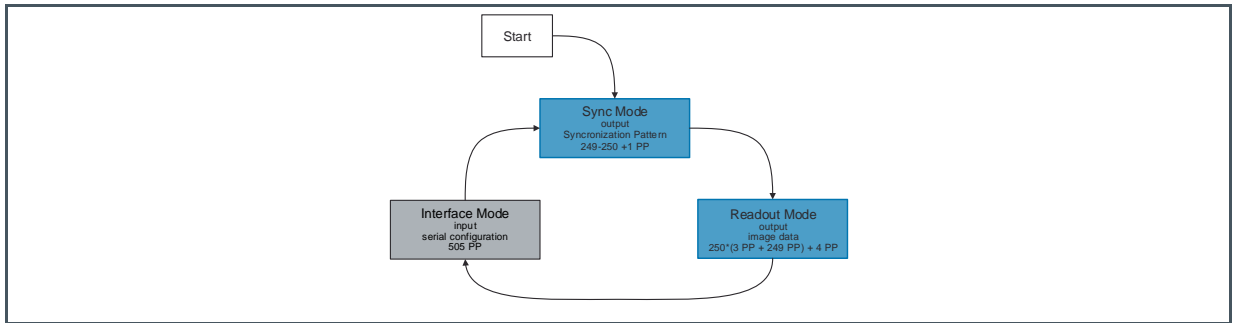 Start
Sync Mode
output
Syncronization Pattern
249-250 +1 PP
Interface Mode
input
serial configuration
505 PP
Readout Mode
output
image data
250*(3 PP + 249 PP) + 4 PP